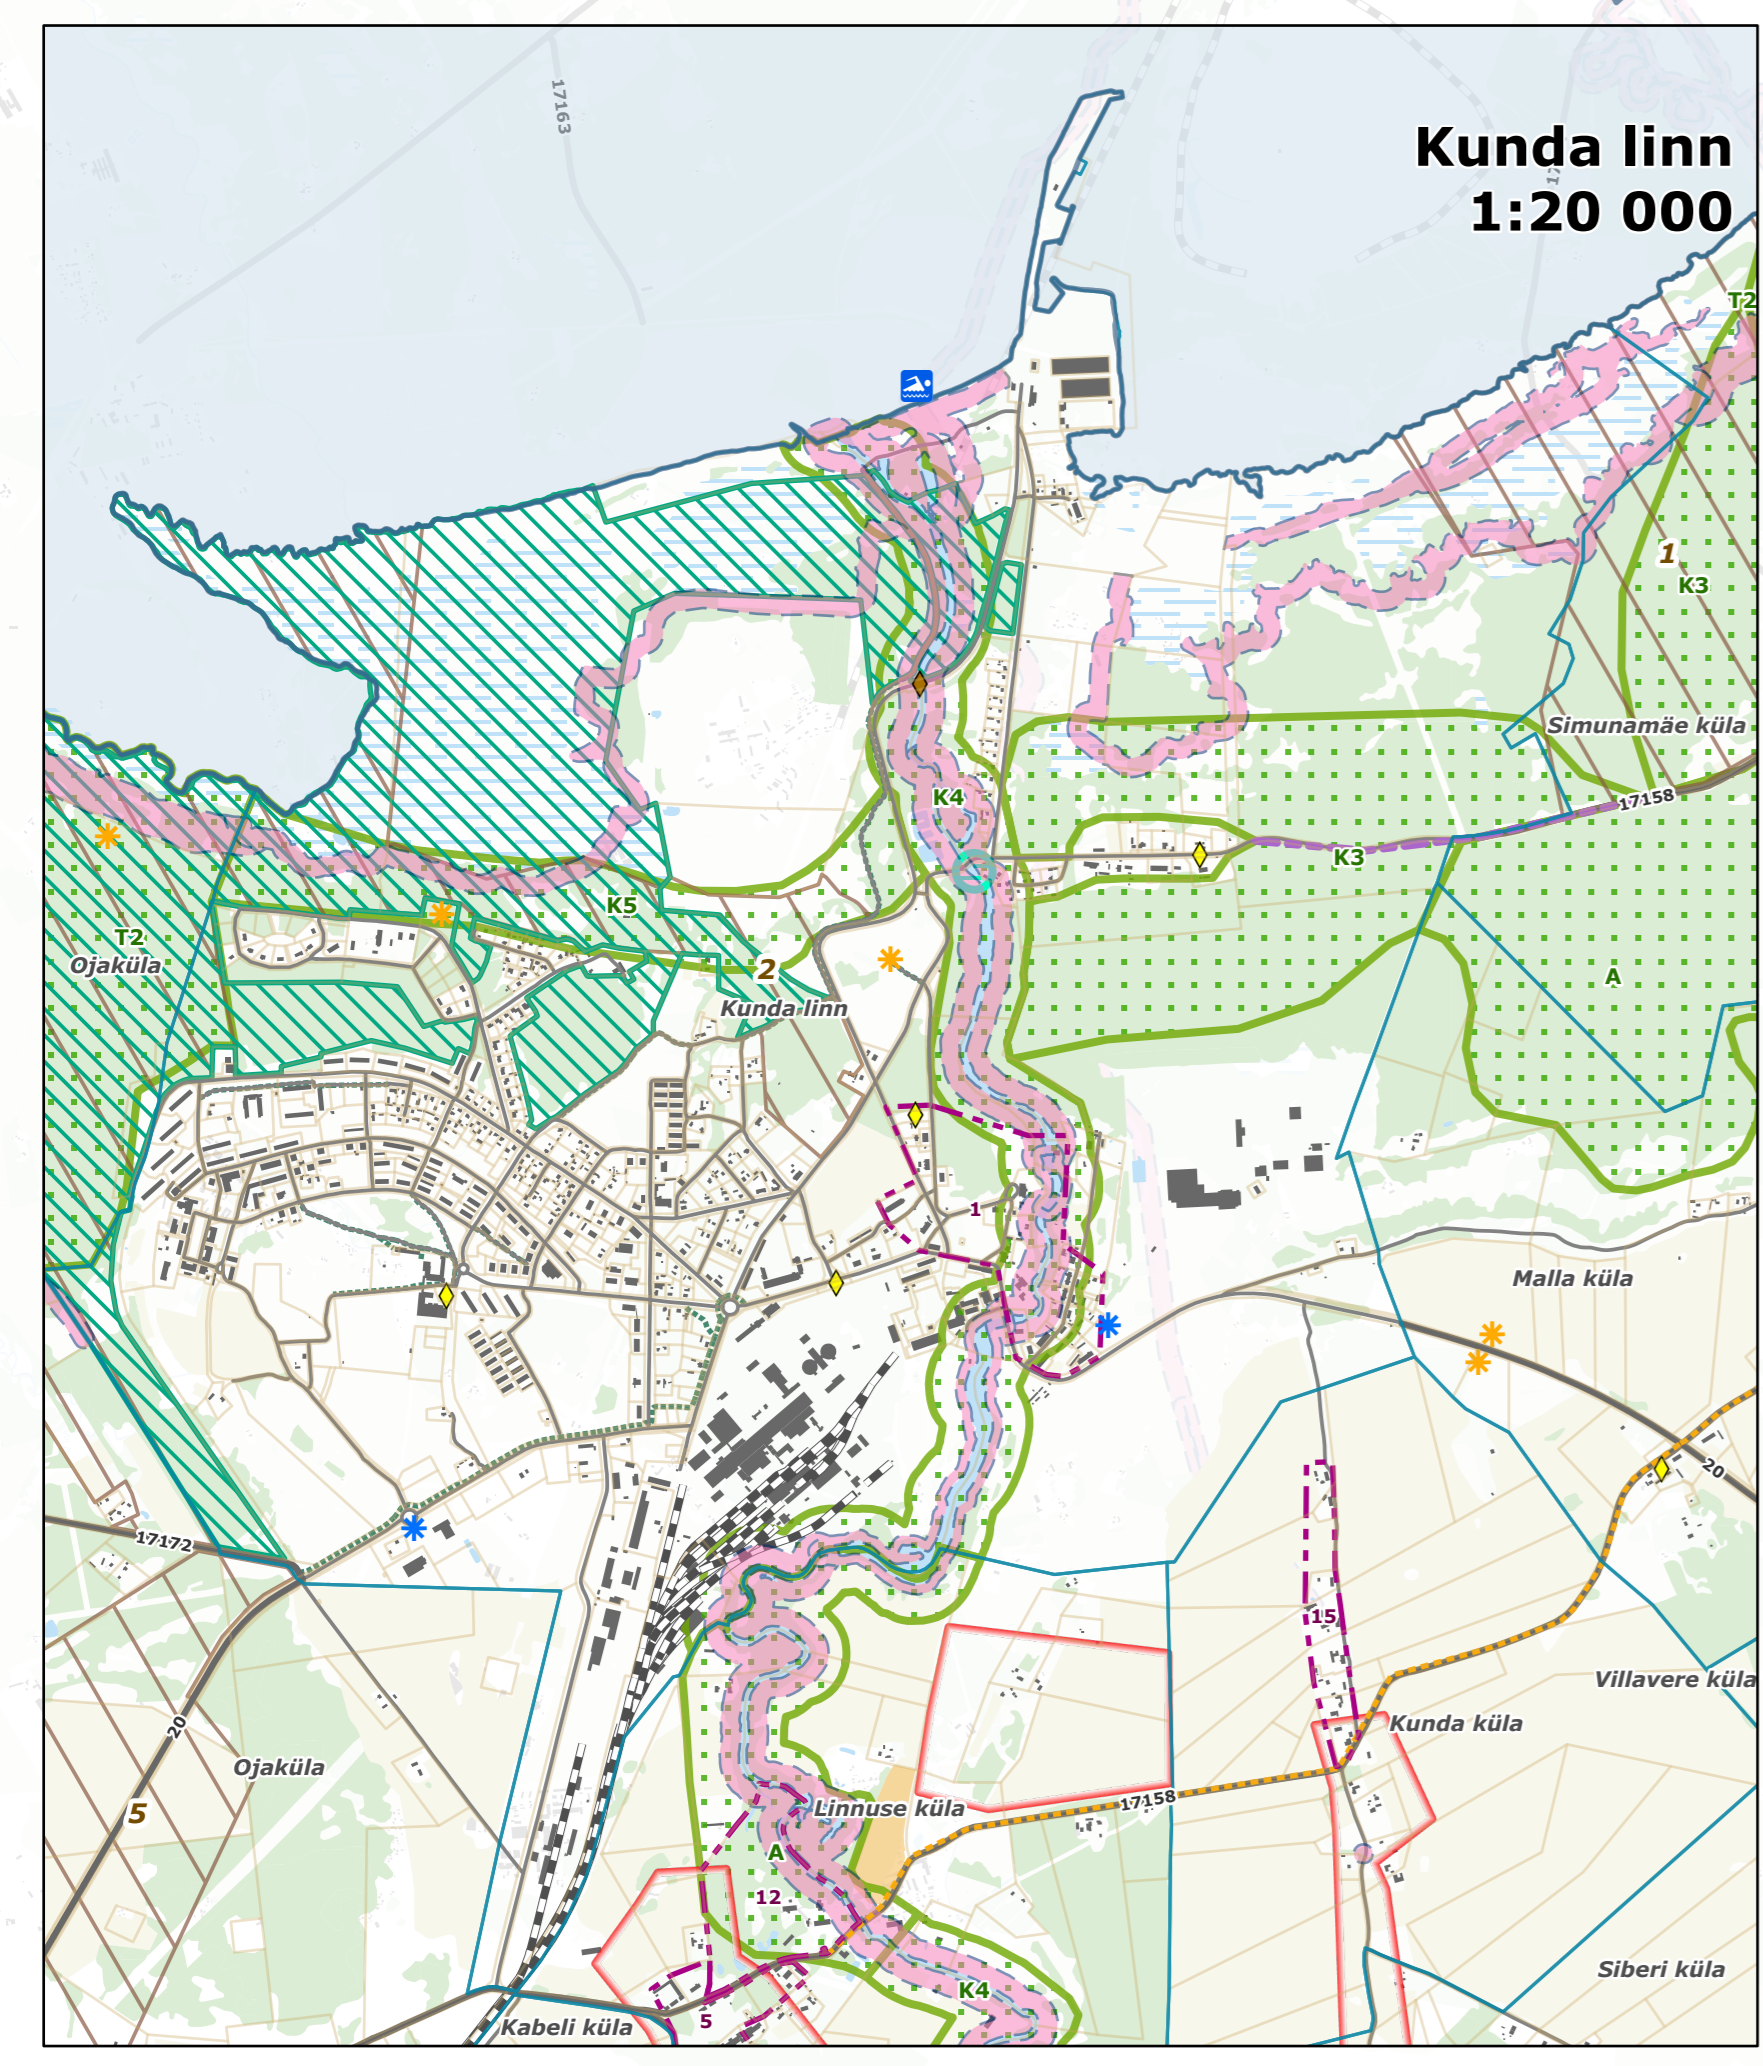 17163
Kunda linn
1:20 000
T2
1
K3
Simunamäe küla
17158
K4
K3
K5
T2
Ojaküla
2
Kunda linn
A
1
Malla küla
20
17172
15
Villavere küla
Kunda küla
20
Ojaküla
17158
5
Linnuse küla
A
12
K4
Siberi küla
5
Kabeli küla